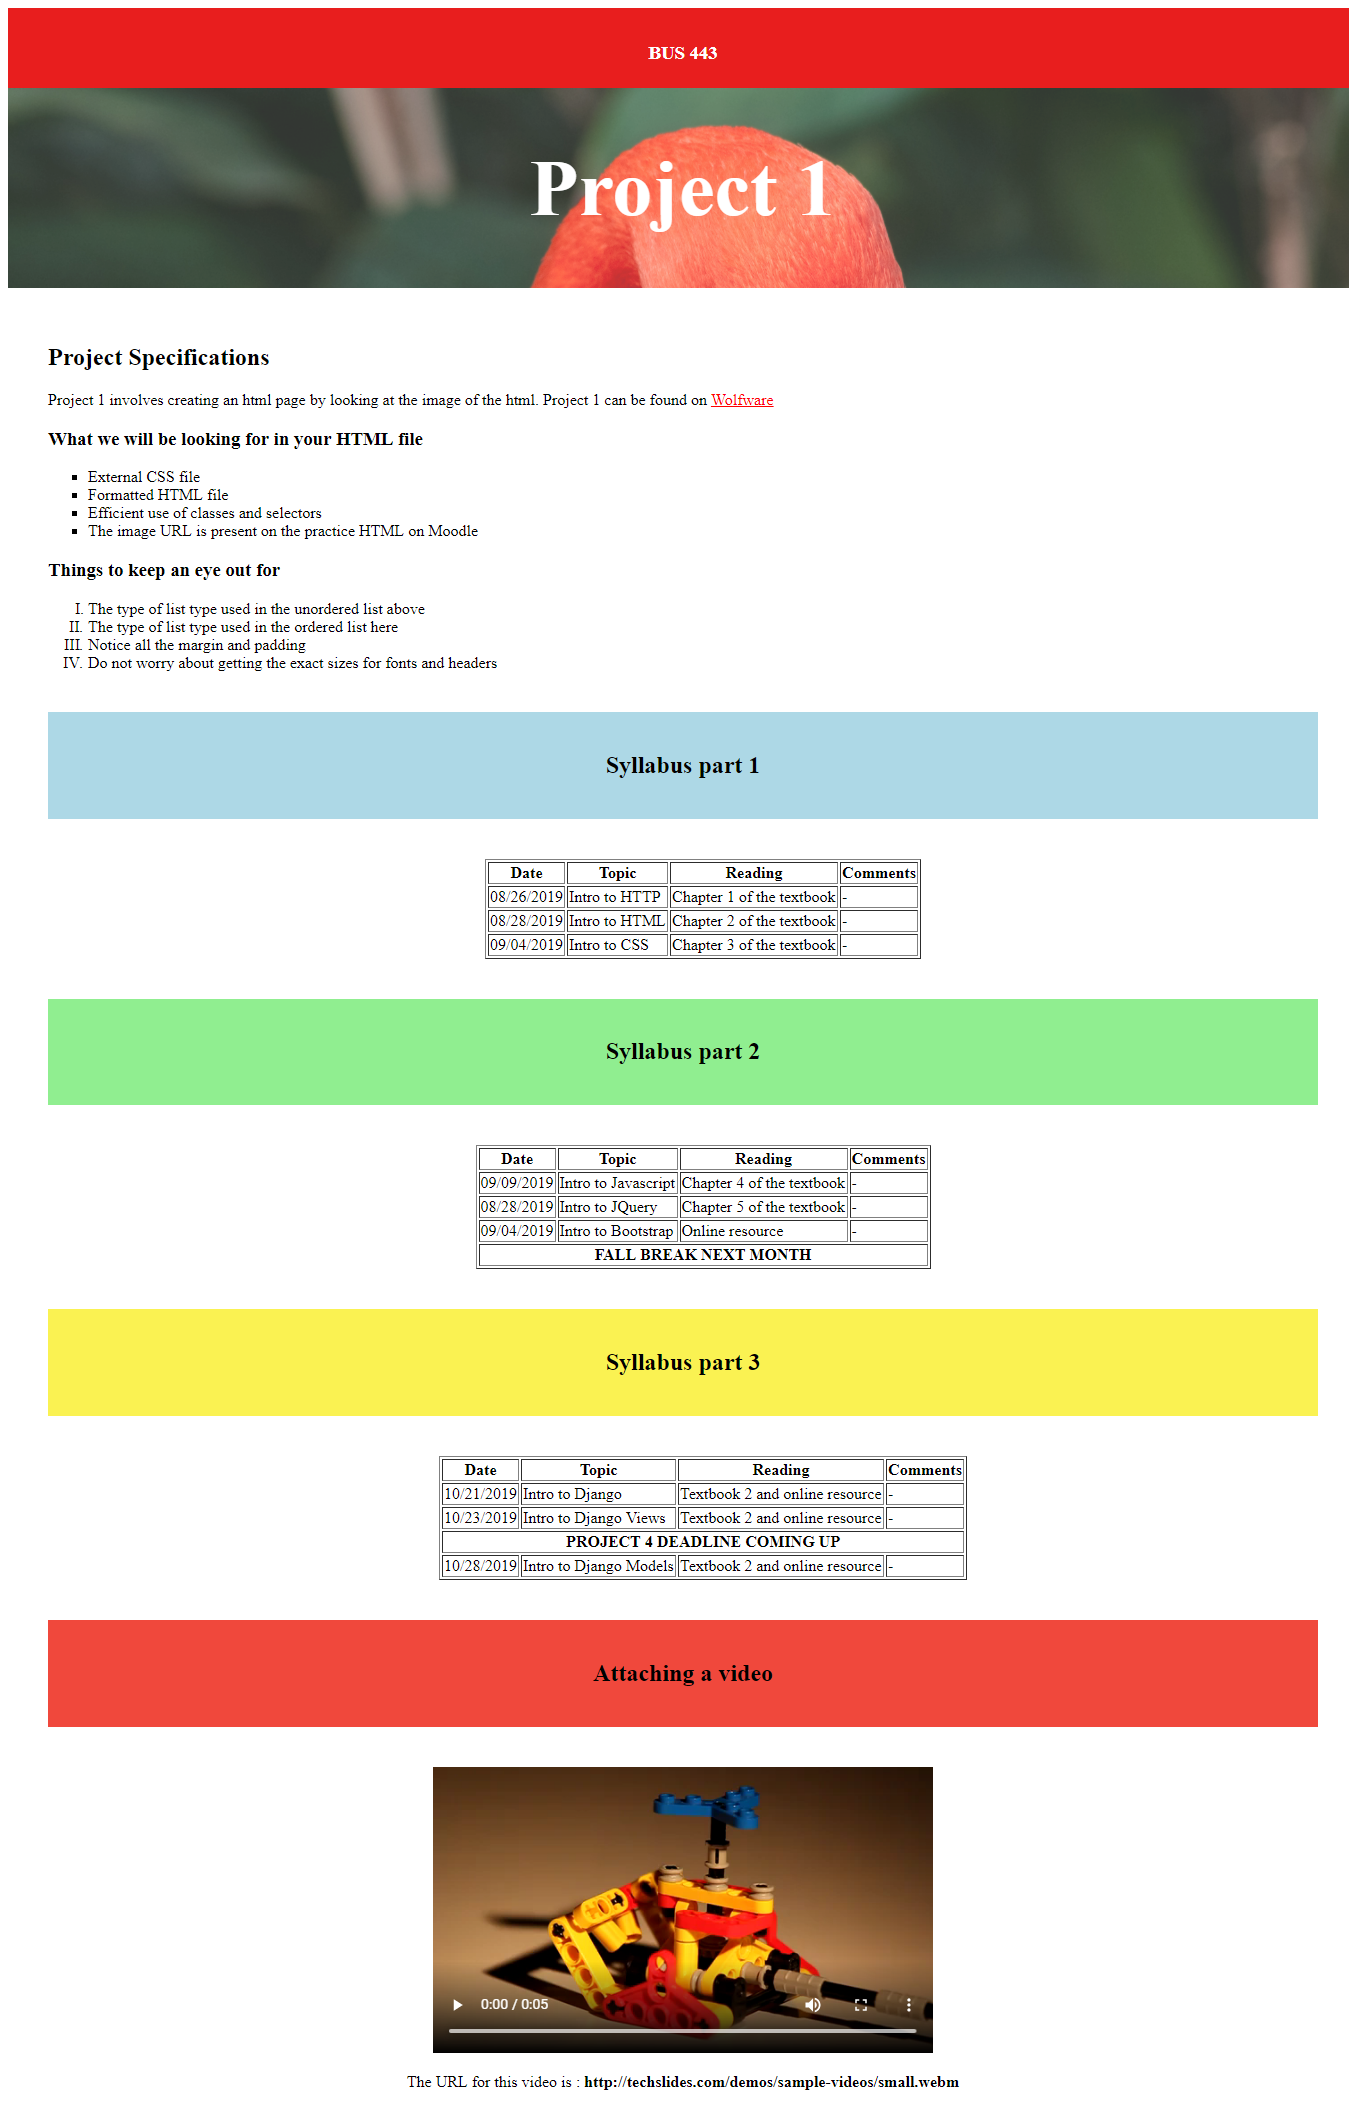 BUS 443
Project 1
Project Specifications
Project 1 involves creating an html page by looking at the image of the html. Project 1 can be found on Wolfware
What we will be looking for in your HTML file
External CSS file
Formatted HTML file
Efficient use of classes and selectors
The image URL is present on the practice HTML on Moodle
Things to keep an eye out for
I. The type of list type used in the unordered list above
II. The type of list type used in the ordered list here
III. Notice all the margin and padding
IV. Do not worry about getting the exact sizes for fonts and headers
Syllabus part 1
Date Topic Reading Comments
08/26/2019 Intro to HTTP Chapter 1 of the textbook -
08/28/2019 Intro to HTML Chapter 2 of the textbook -
09/04/2019 Intro to CSS Chapter 3 of the textbook -
Syllabus part 2
Date Topic Reading Comments
09/09/2019 Intro to Javascript Chapter 4 of the textbook -
08/28/2019 Intro to JQuery Chapter 5 of the textbook -
09/04/2019 Intro to Bootstrap Online resource -
FALL BREAK NEXT MONTH
Syllabus part 3
Date Topic Reading Comments
10/21/2019 Intro to Django Textbook 2 and online resource -
10/23/2019 Intro to Django Views Textbook 2 and online resource -
PROJECT 4 DEADLINE COMING UP
10/28/2019 Intro to Django Models Textbook 2 and online resource -
Attaching a video
0:00 / 0:05
The URL for this video is : http://techslides.com/demos/sample-videos/small.webm